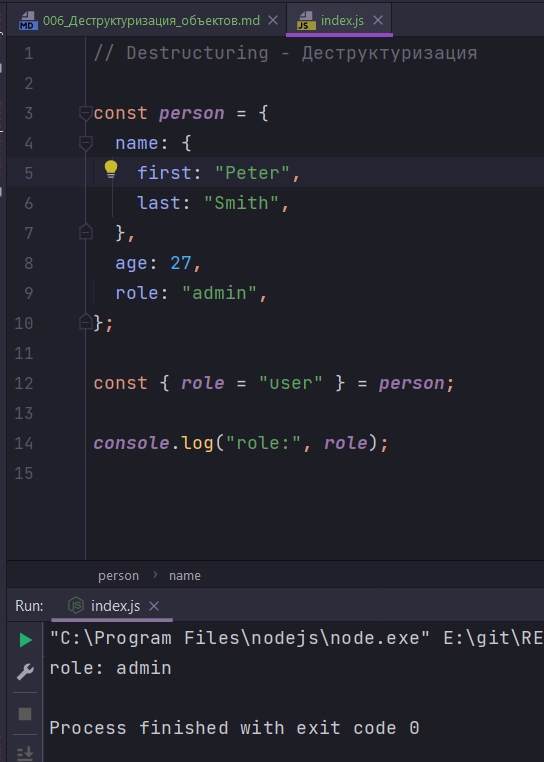 MD 006_Деструктуризация_объектов.md JS index.js
1 // Destructuring - Деструктуризация
2
3 const person = {
4 name: {
5 first: "Peter",
6 last: "Smith",
7 },
8 age: 27,
9 role: "admin",
10 };
11
12 const { role = "user" } = person;
13
14 console.log("role:", role);
15
person › name
Run: JS index.js
"C:\Program Files\nodejs\node.exe" E:\git\RE
role: admin
Process finished with exit code 0